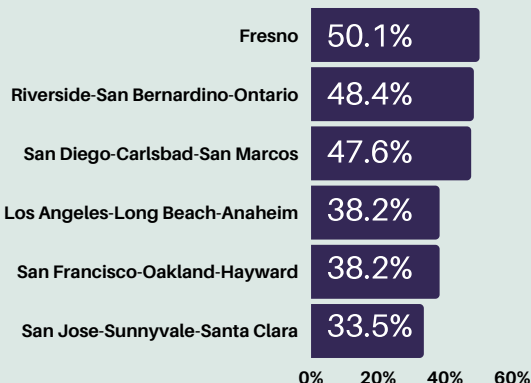 Fresno 50.1%
Riverside-San Bernardino-Ontario 48.4%
San Diego-Carlsbad-San Marcos 47.6%
Los Angeles-Long Beach-Anaheim 38.2%
San Francisco-Oakland-Hayward 38.2%
San Jose-Sunnyvale-Santa Clara 33.5%
0% 20% 40% 60%